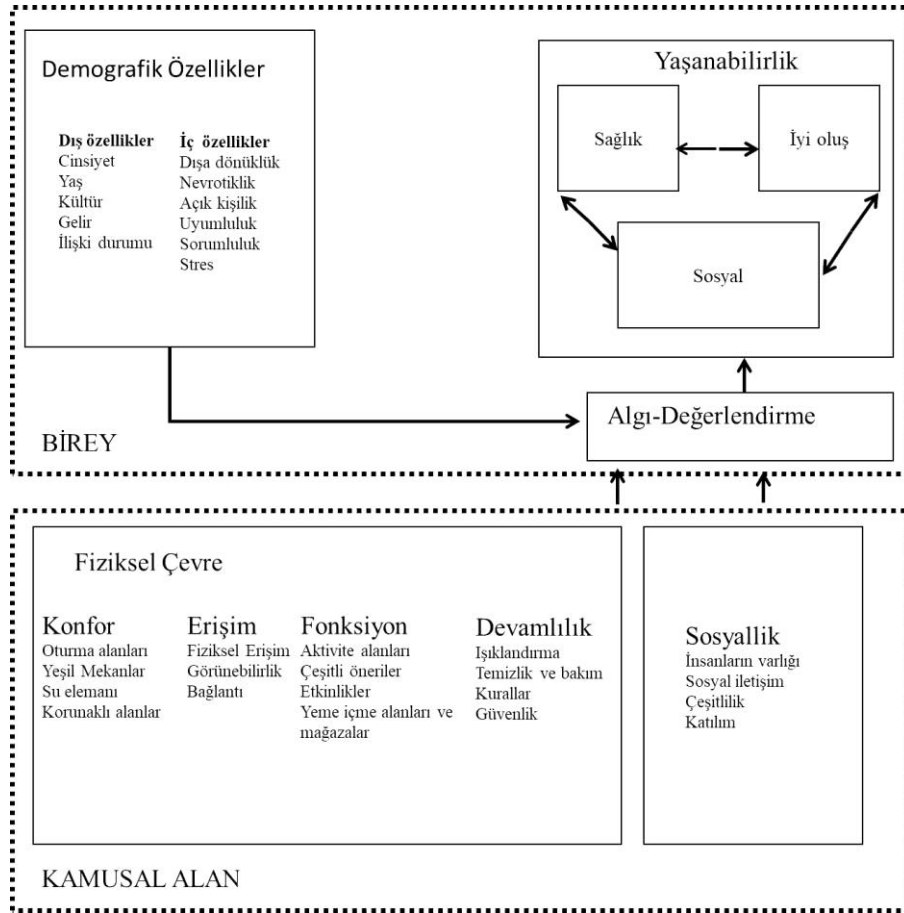 Demografik Özellikler
Dış özellikler
Cinsiyet
Yaş
Kültür
Gelir
İlişki durumu
İç özellikler
Dışa dönüklük
Nevrotiklik
Açık kişilik
Uyumluluk
Sorumluluk
Stres
Yaşanabilirlik
Sağlık
İyi oluş
Sosyal
Algı-Değerlendirme
BİREY
Fiziksel Çevre
Konfor
Oturma alanları
Yeşil Mekanlar
Su elemanı
Korunaklı alanlar
Erişim
Fiziksel Erişim
Görünebilirlik
Bağlantı
Fonksiyon
Aktivite alanları
Çeşitli öneriler
Etkinlikler
Yeme içme alanları ve
mağazalar
Devamlılık
Işıklandırma
Temizlik ve bakım
Kurallar
Güvenlik
Sosyallik
İnsanların varlığı
Sosyal iletişim
Çeşitlilik
Katılım
KAMUSAL ALAN